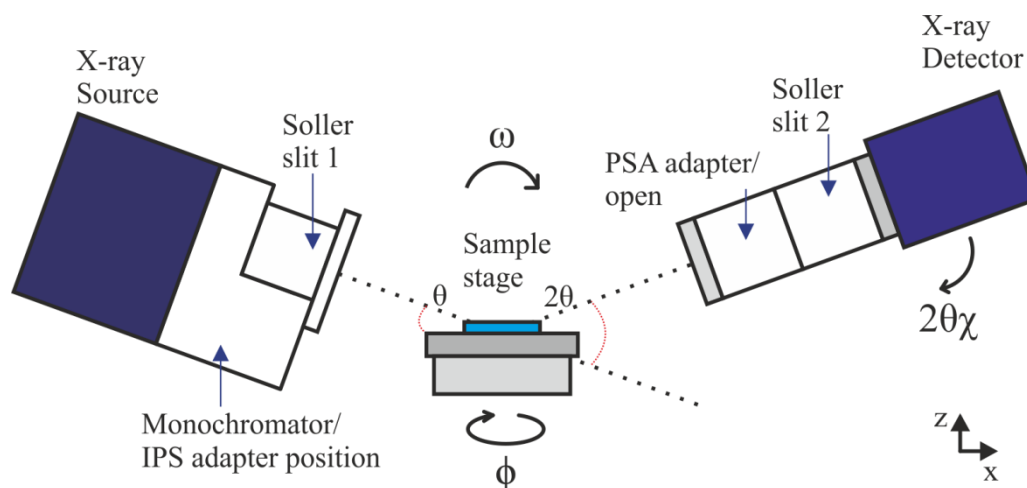 X-ray
Source
Soller
slit 1
ω
Sample
stage
θ
2θ
PSA adapter/
open
Soller
slit 2
X-ray
Detector
2θχ
Monochromator/
IPS adapter position
ϕ
z
x